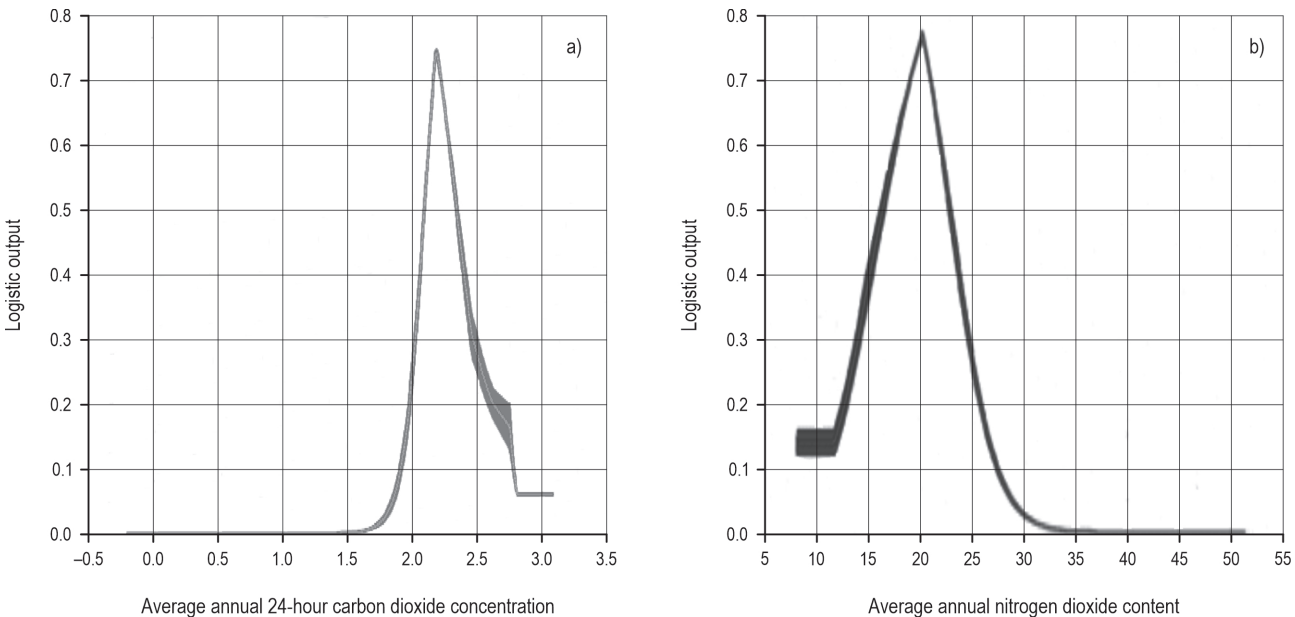 a)
0.8
0.7
0.6
0.5
0.4
0.3
0.2
0.1
0.0
Logistic output
–0.5 0.0 0.5 1.0 1.5 2.0 2.5 3.0 3.5
Average annual 24-hour carbon dioxide concentration
b)
0.8
0.7
0.6
0.5
0.4
0.3
0.2
0.1
0.0
Logistic output
5 10 15 20 25 30 35 40 45 50 55
Average annual nitrogen dioxide content